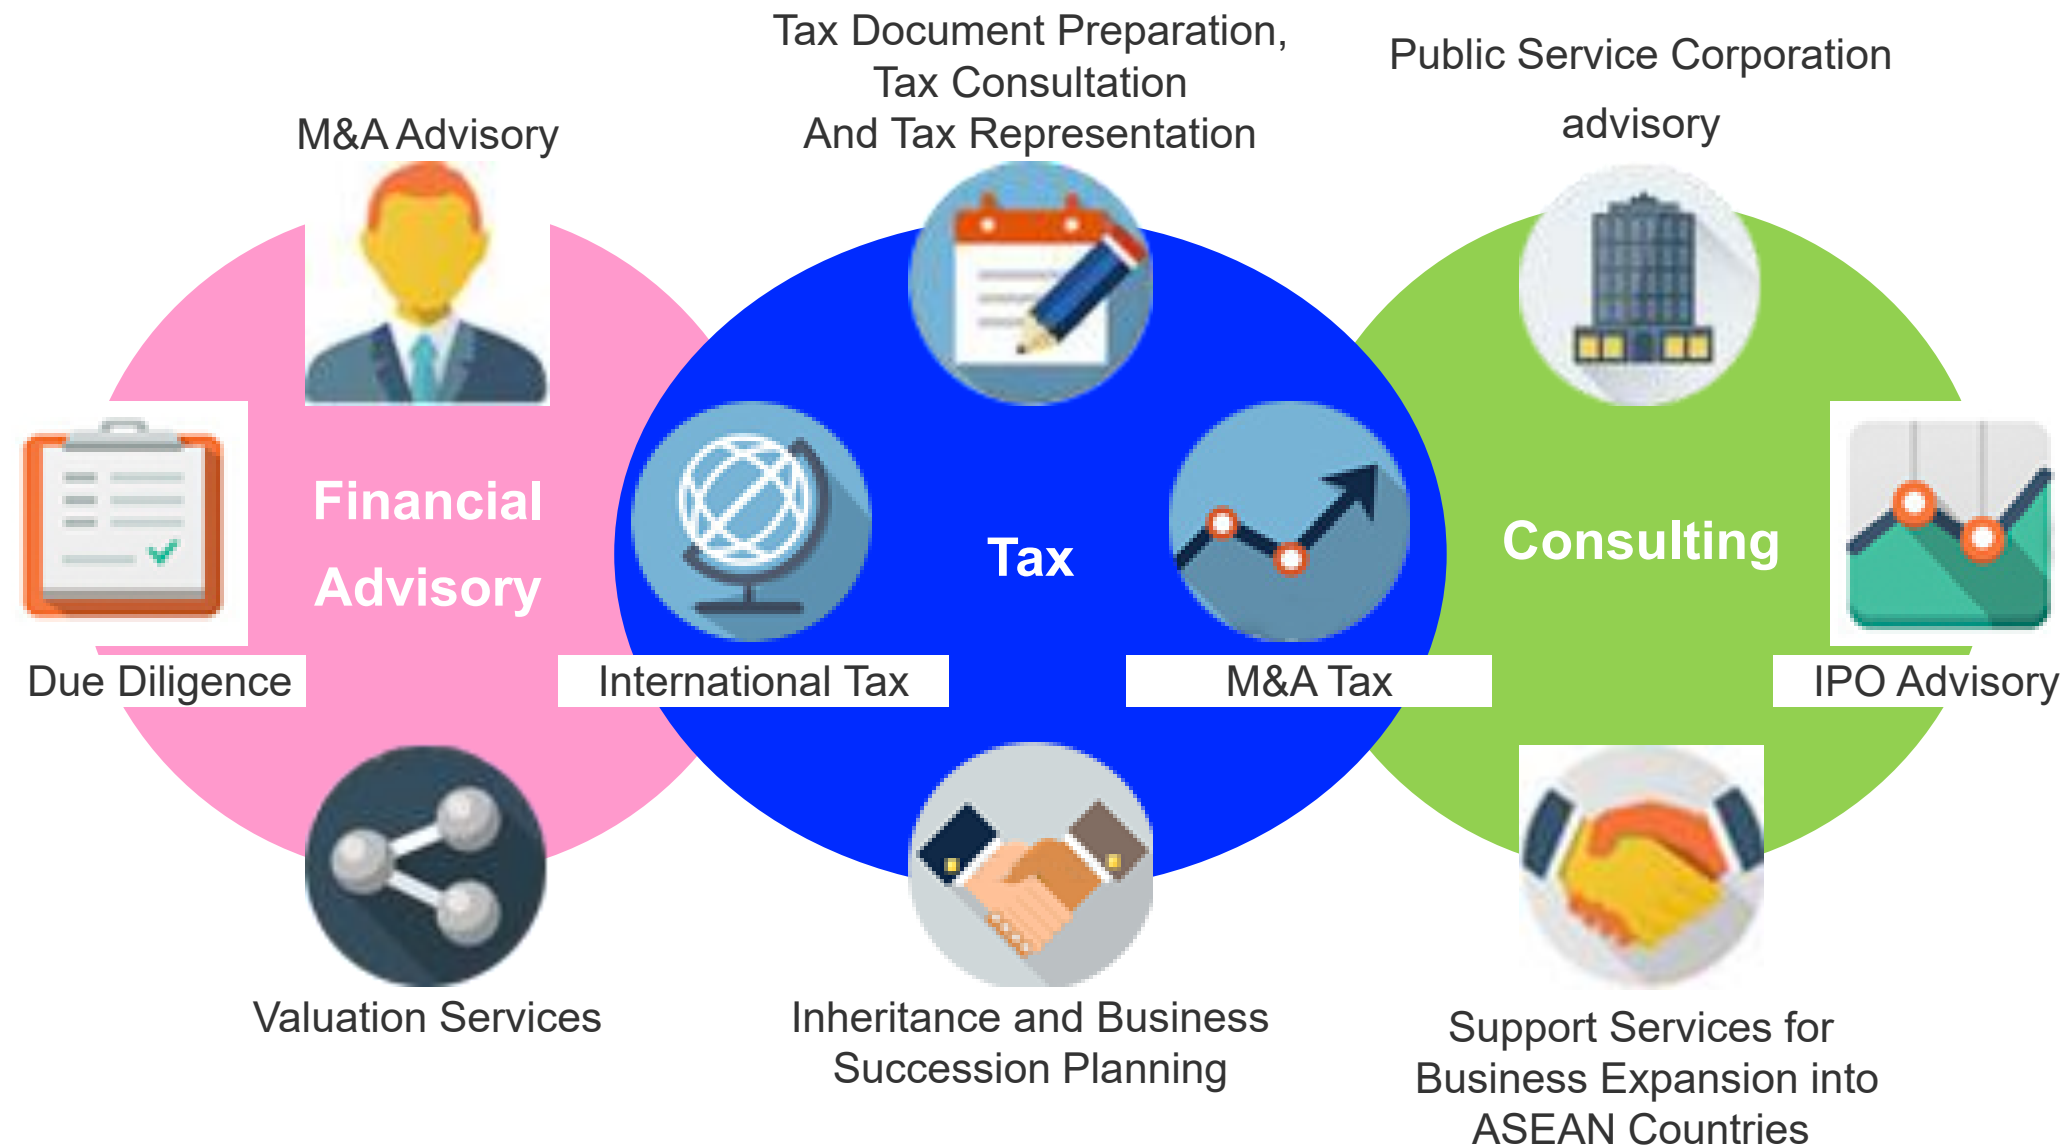 Tax Document Preparation,
Tax Consultation
And Tax Representation
Public Service Corporation
advisory
M&A Advisory
Financial
Advisory
Tax
Consulting
Due Diligence
International Tax
M&A Tax
IPO Advisory
Valuation Services
Inheritance and Business
Succession Planning
Support Services for
Business Expansion into
ASEAN Countries